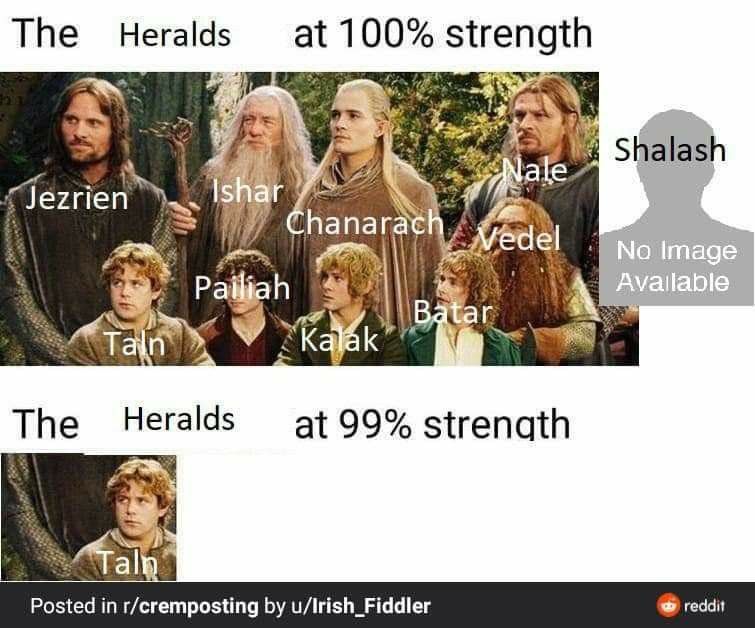 The Heralds at 100% strength
Shalash
Nale
Jezrien
Ishar
Chanarach
Vedel
No Image
Available
Pailiah
Batar
Taln
Kalak
The Heralds at 99% strength
Taln
Posted in r/cremposting by u/Irish_Fiddler
reddit